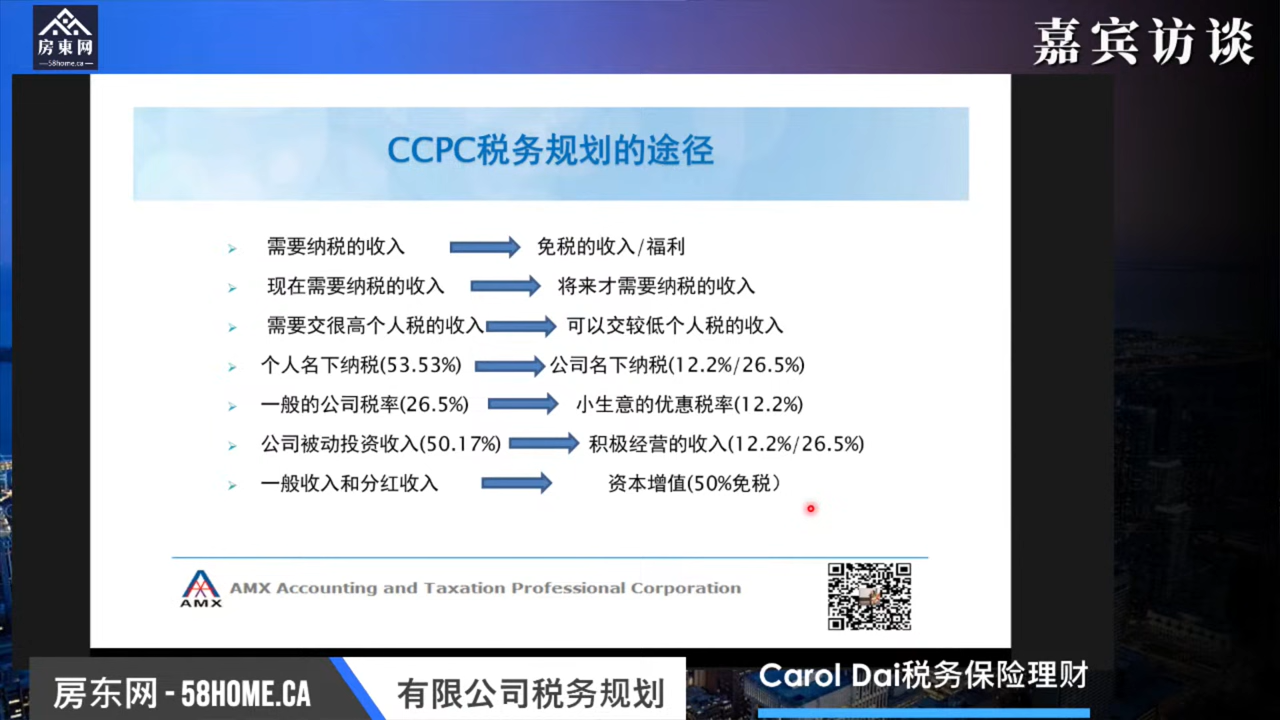 房東网
58home.ca
嘉宾访谈
CCPC税务规划的途径
需要纳税的收入 免税的收入/福利
现在需要纳税的收入 将来才需要纳税的收入
需要交很高个人税的收入 可以交较低个人税的收入
个人名下纳税(53.53%) 公司名下纳税(12.2%/26.5%)
一般的公司税率(26.5%) 小生意的优惠税率(12.2%)
公司被动投资收入(50.17%) 积极经营的收入(12.2%/26.5%)
一般收入和分红收入 资本增值(50%免税）
AMX
AMX Accounting and Taxation Professional Corporation
房东网 - 58HOME.CA
有限公司税务规划
Carol Dai税务保险理财